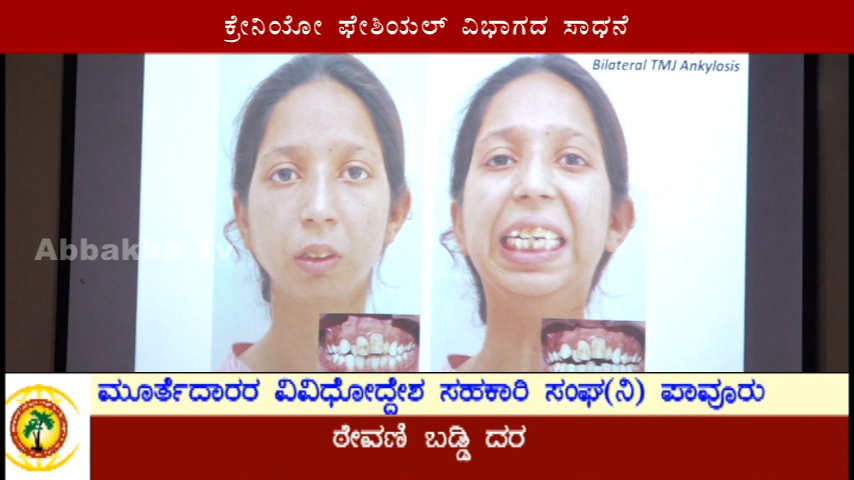 ಕ್ರೇನಿಯೋ ಫೇಶಿಯಲ್ ವಿಭಾಗದ ಸಾಧನೆ
Bilateral TMJ Ankylosis
Abbakka Tv
ಮೂರ್ತೆದಾರರ ವಿವಿಧೋದ್ದೇಶ ಸಹಕಾರಿ ಸಂಘ(ನಿ) ಪಾವೂರು
ಠೇವಣಿ ಬಡ್ಡಿ ದರ